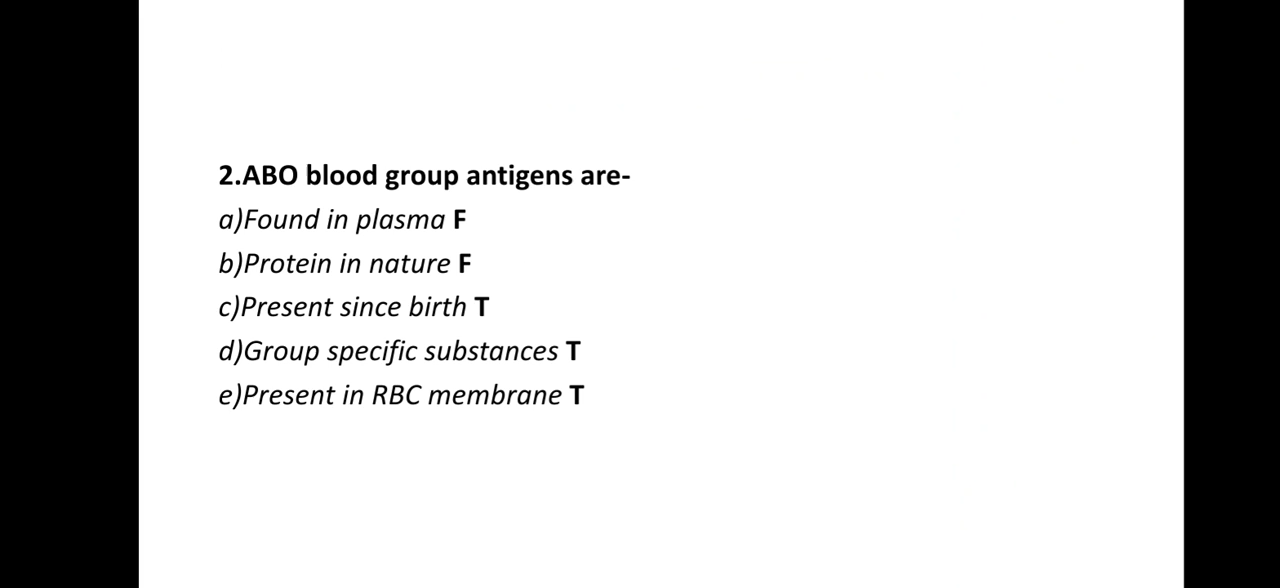 2.ABO blood group antigens are-
a)Found in plasma F
b)Protein in nature F
c)Present since birth T
d)Group specific substances T
e)Present in RBC membrane T